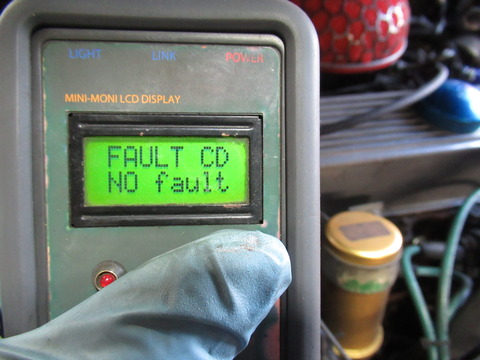 LIGHT LINK POWER
MINI-MONI LCD DISPLAY
FAULT CD
NO fault